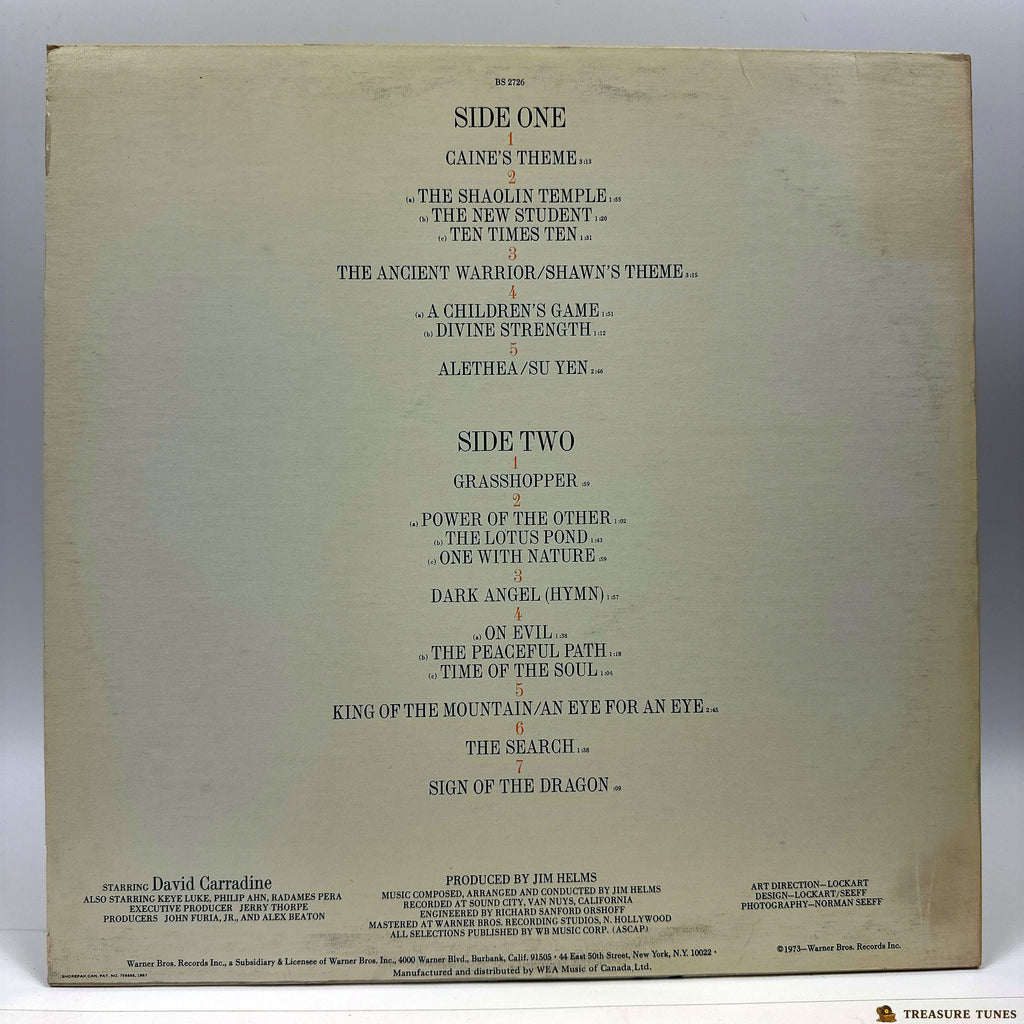 BS 2726
SIDE ONE
1
CAINE'S THEME 3:13
2
(a) THE SHAOLIN TEMPLE 1:55
(b) THE NEW STUDENT 1:20
(c) TEN TIMES TEN 1:31
3
THE ANCIENT WARRIOR/SHAWN'S THEME 3:15
4
(a) A CHILDREN'S GAME 1:51
(b) DIVINE STRENGTH 1:12
5
ALETHEA/SU YEN 2:46
SIDE TWO
1
GRASSHOPPER :59
2
(a) POWER OF THE OTHER 1:02
(b) THE LOTUS POND 1:43
(c) ONE WITH NATURE :59
3
DARK ANGEL (HYMN) 1:57
4
(a) ON EVIL 1:38
(b) THE PEACEFUL PATH 1:18
(c) TIME OF THE SOUL 1:04
5
KING OF THE MOUNTAIN/AN EYE FOR AN EYE 2:45
6
THE SEARCH 1:38
7
SIGN OF THE DRAGON :09
STARRING David Carradine
ALSO STARRING KEYE LUKE, PHILIP AHN, RADAMES PERA
EXECUTIVE PRODUCER JERRY THORPE
PRODUCERS JOHN FURIA, JR., AND ALEX BEATON
PRODUCED BY JIM HELMS
MUSIC COMPOSED, ARRANGED AND CONDUCTED BY JIM HELMS
RECORDED AT SOUND CITY, VAN NUYS, CALIFORNIA
ENGINEERED BY RICHARD SANFORD ORSHOFF
MASTERED AT WARNER BROS. RECORDING STUDIOS, N. HOLLYWOOD
ALL SELECTIONS PUBLISHED BY WB MUSIC CORP. (ASCAP)
ART DIRECTION—LOCKART
DESIGN—LOCKART/SEEFF
PHOTOGRAPHY—NORMAN SEEFF
©1973—Warner Bros. Records Inc.
Warner Bros. Records Inc., a Subsidiary & Licensee of Warner Bros. Inc., 4000 Warner Blvd., Burbank, Calif. 91505 • 44 East 50th Street, New York, N.Y. 10022 •
Manufactured and distributed by WEA Music of Canada, Ltd.
SHOREPAK CAN. PAT. NO. 1967
TREASURE TUNES